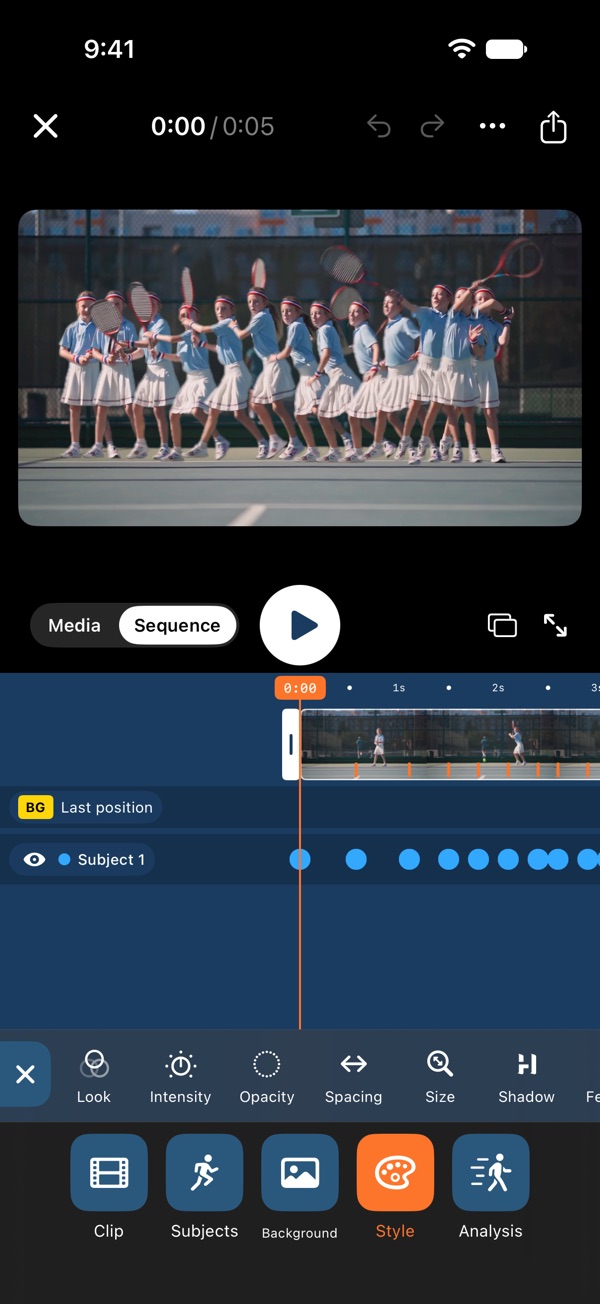 9:41
0:00 / 0:05
Media
Sequence
0:00
1s
2s
BG Last position
Subject 1
Look
Intensity
Opacity
Spacing
Size
Shadow
Clip
Subjects
Background
Style
Analysis